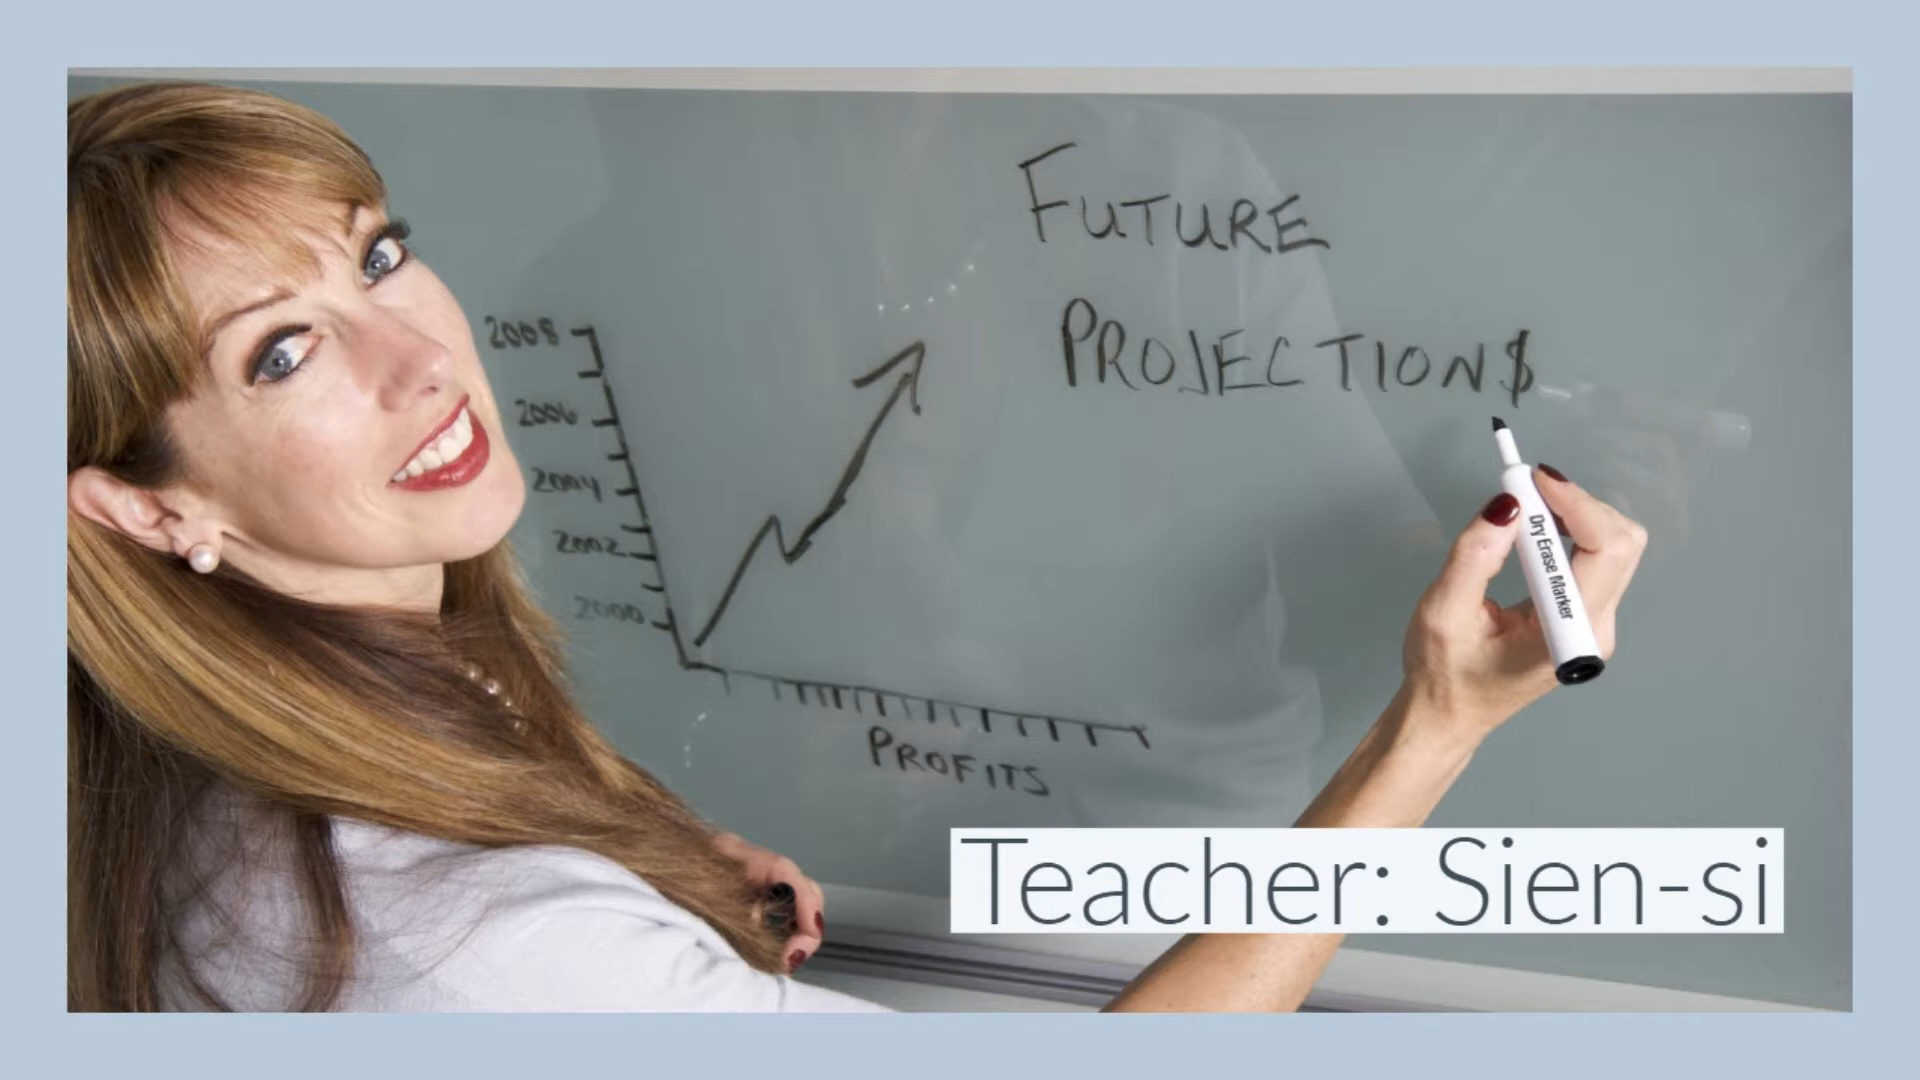 FUTURE
PROJECTION$
2008
2006
2004
2002
2000
PROFITS
Dry Erase Marker
Teacher: Sien-si